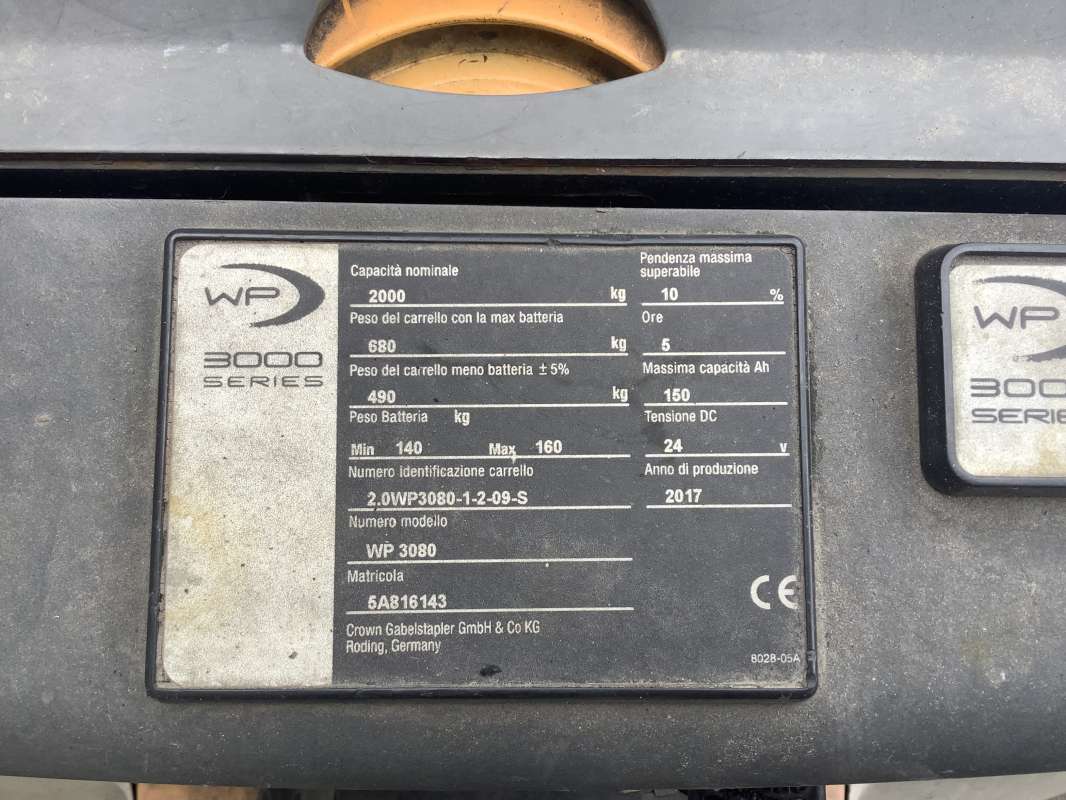 WP
3000
SERIES
Capacità nominale
2000 kg
Peso del carrello con la max batteria
680 kg
Peso del carrello meno batteria ± 5%
490 kg
Peso Batteria kg
Min 140 Max 160
Numero identificazione carrello
2.0WP3080-1-2-09-S
Numero modello
WP 3080
Matricola
5A816143
Crown Gabelstapler GmbH & Co KG
Roding, Germany
Pendenza massima
superabile
10 %
Ore
5
Massima capacità Ah
150
Tensione DC
24 v
Anno di produzione
2017
CE
8028-05A
WP
300
SERIE